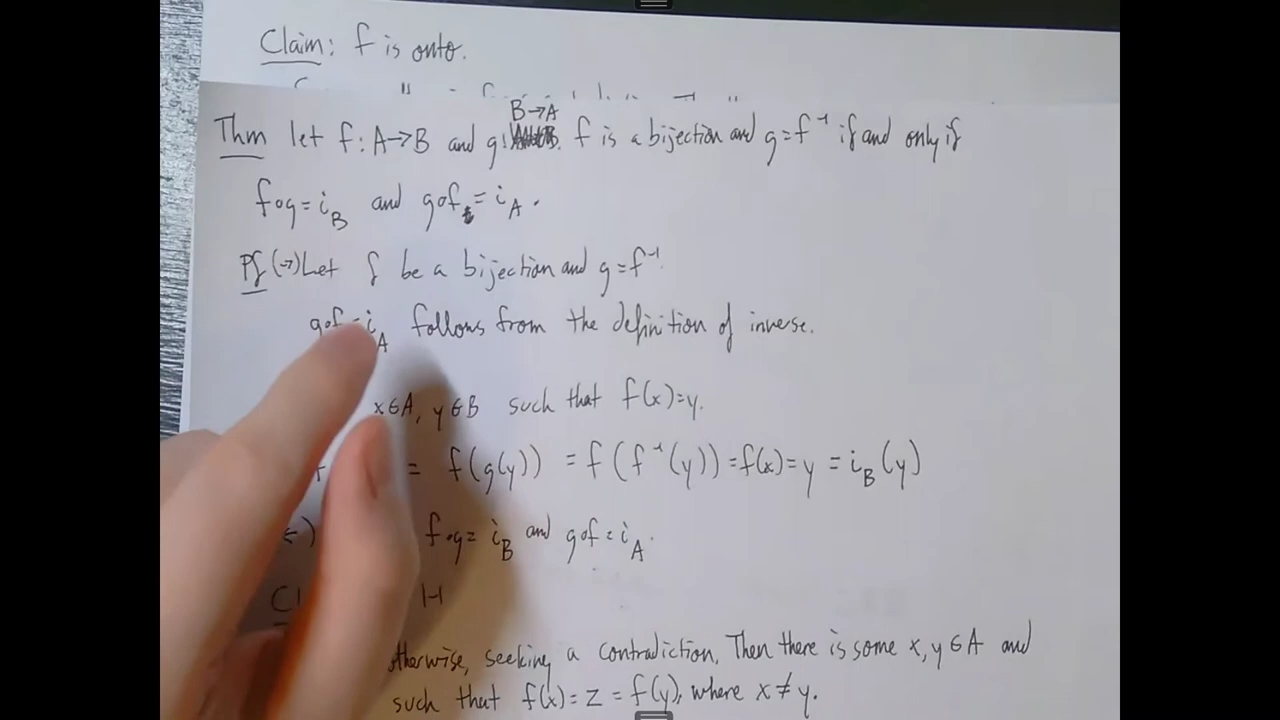 Claim: f is onto.
B→A
Thm let f: A→B and g: f is a bijection and g=f⁻¹ if and only if
f∘g=i_B and g∘f = i_A.
Pf (→) Let f be a bijection and g=f⁻¹.
g∘f=i_A follows from the definition of inverse.
x∈A, y∈B such that f(x)=y.
= f(g(y)) = f(f⁻¹(y)) = f(x) = y = i_B(y)
f∘g= i_B and g∘f = i_A.
1-1
otherwise, seeking a contradiction. Then there is some x, y ∈ A and
such that f(x)= z = f(y), where x ≠ y.